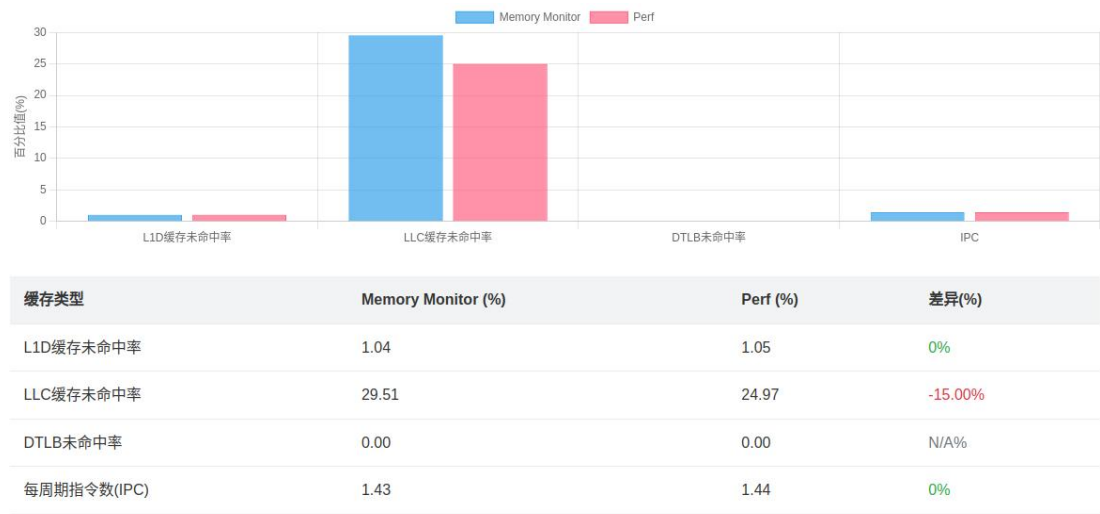 Memory Monitor Perf
30
25
20
15
10
5
0
百分比值(%)
L1D缓存未命中率 LLC缓存未命中率 DTLB未命中率 IPC
缓存类型 Memory Monitor (%) Perf (%) 差异(%)
L1D缓存未命中率 1.04 1.05 0%
LLC缓存未命中率 29.51 24.97 -15.00%
DTLB未命中率 0.00 0.00 N/A%
每周期指令数(IPC) 1.43 1.44 0%